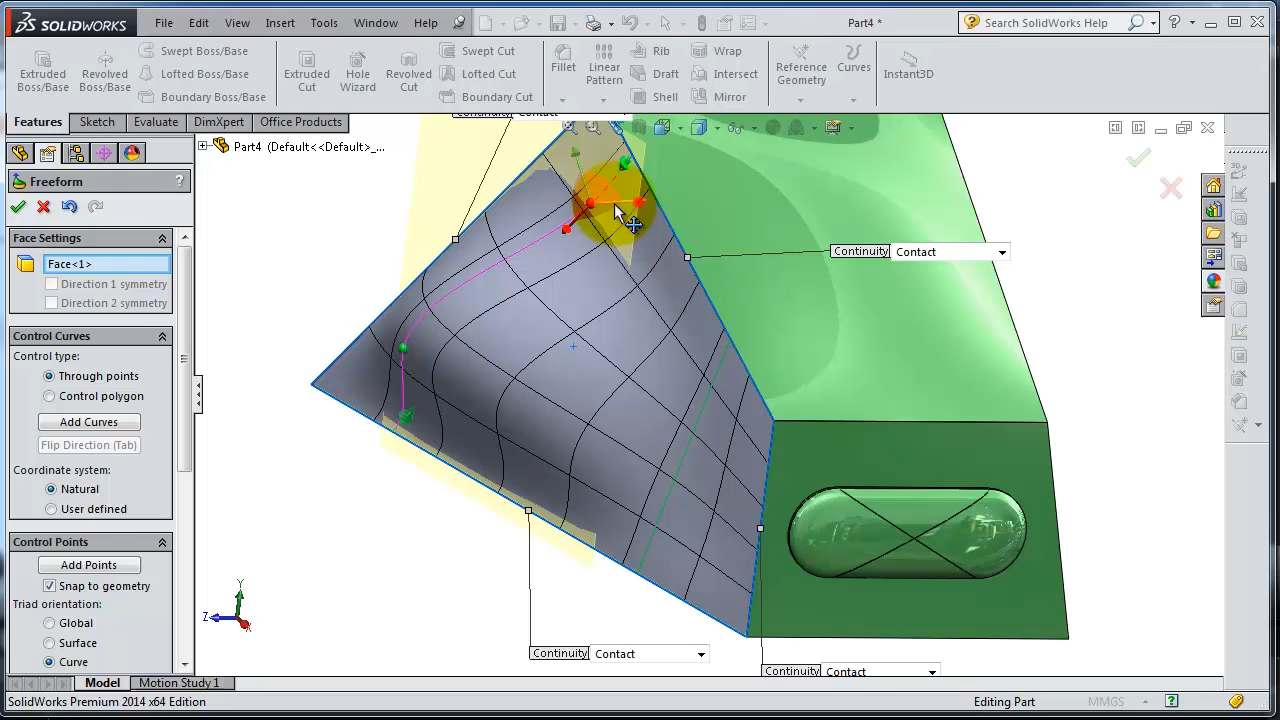 SOLIDWORKS File Edit View Insert Tools Window Help Part4 * Search SolidWorks Help
Extruded Boss/Base
Revolved Boss/Base
Swept Boss/Base
Lofted Boss/Base
Boundary Boss/Base
Extruded Cut
Hole Wizard
Revolved Cut
Swept Cut
Lofted Cut
Boundary Cut
Fillet
Linear Pattern
Rib
Draft
Shell
Wrap
Intersect
Mirror
Reference Geometry
Curves
Instant3D
Features Sketch Evaluate DimXpert Office Products
Continuity Contact
Part4 (Default<<Default>_...
Freeform ?
Face Settings
Face<1>
Direction 1 symmetry
Direction 2 symmetry
Control Curves
Control type:
Through points
Control polygon
Add Curves
Flip Direction (Tab)
Coordinate system:
Natural
User defined
Control Points
Add Points
Snap to geometry
Triad orientation:
Global
Surface
Curve
Continuity Contact
Y
Z
X
Continuity Contact
Continuity Contact
Model Motion Study 1
SolidWorks Premium 2014 x64 Edition Editing Part MMGS